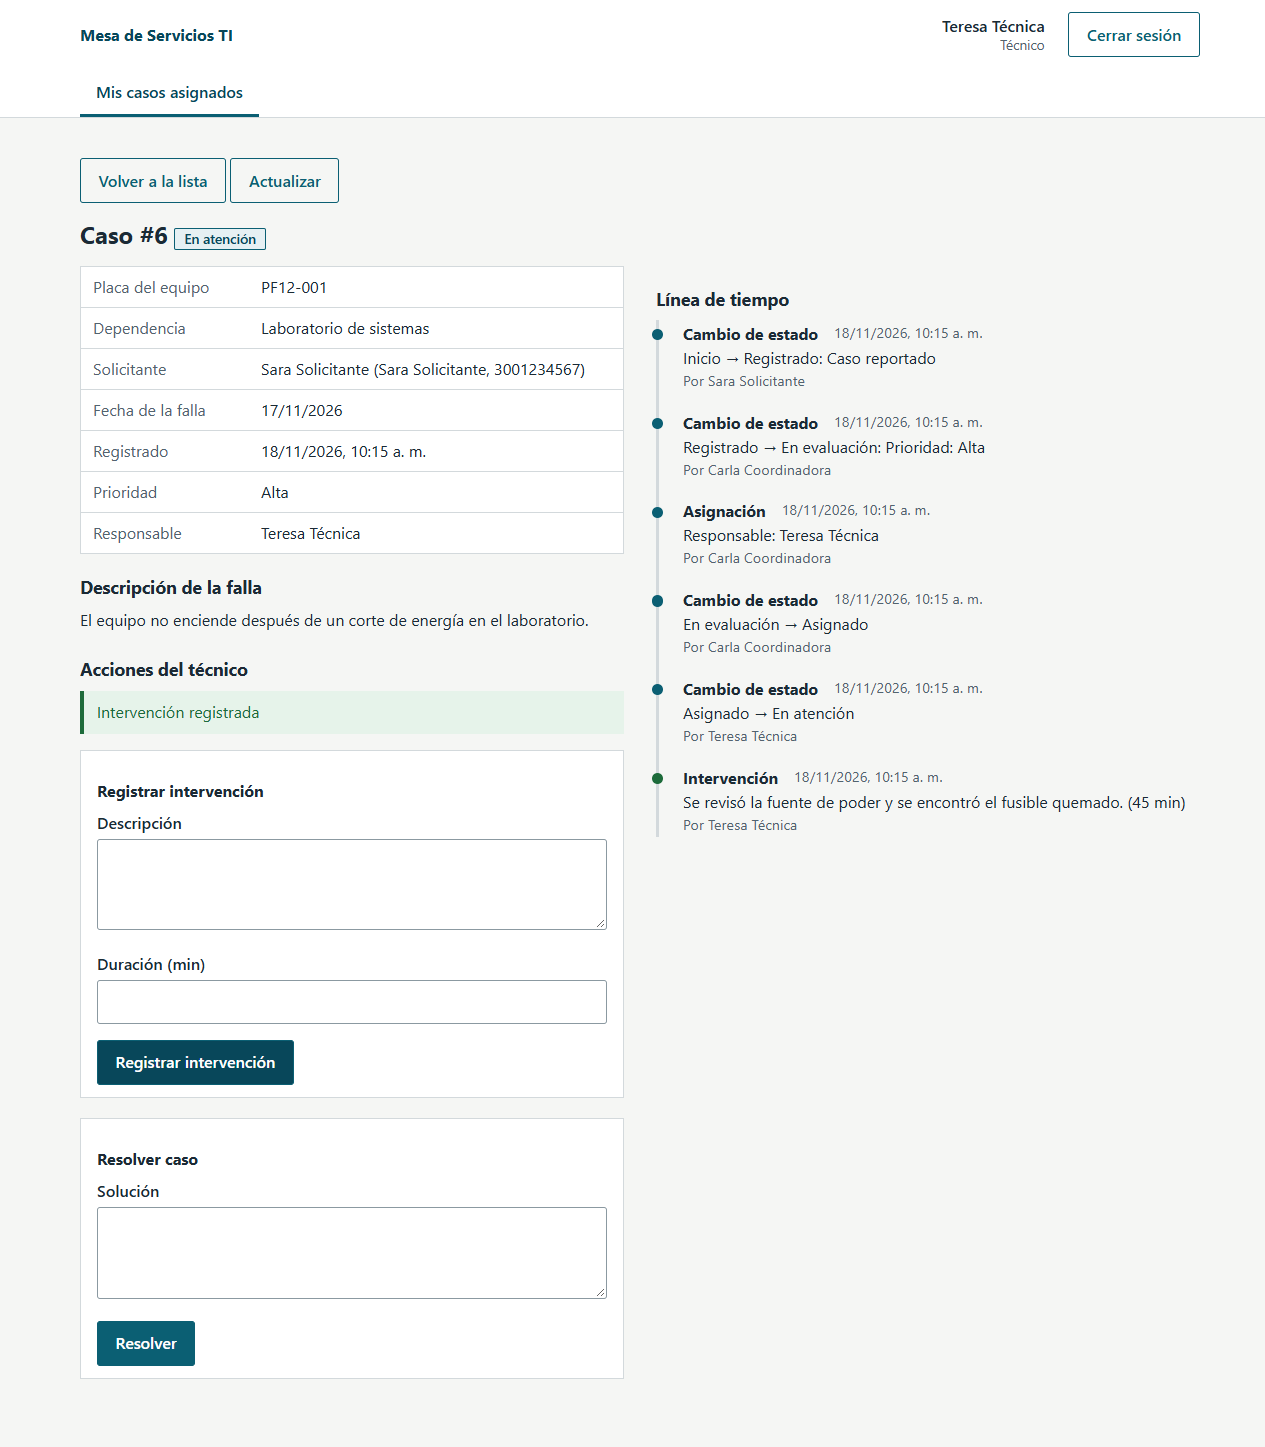 Mesa de Servicios TI
Teresa Técnica
Técnico
Cerrar sesión
Mis casos asignados
Volver a la lista
Actualizar
Caso #6
En atención
Placa del equipo PF12-001
Dependencia Laboratorio de sistemas
Solicitante Sara Solicitante (Sara Solicitante, 3001234567)
Fecha de la falla 17/11/2026
Registrado 18/11/2026, 10:15 a. m.
Prioridad Alta
Responsable Teresa Técnica
Descripción de la falla
El equipo no enciende después de un corte de energía en el laboratorio.
Acciones del técnico
Intervención registrada
Registrar intervención
Descripción
Duración (min)
Registrar intervención
Resolver caso
Solución
Resolver
Línea de tiempo
Cambio de estado 18/11/2026, 10:15 a. m.
Inicio → Registrado: Caso reportado
Por Sara Solicitante
Cambio de estado 18/11/2026, 10:15 a. m.
Registrado → En evaluación: Prioridad: Alta
Por Carla Coordinadora
Asignación 18/11/2026, 10:15 a. m.
Responsable: Teresa Técnica
Por Carla Coordinadora
Cambio de estado 18/11/2026, 10:15 a. m.
En evaluación → Asignado
Por Carla Coordinadora
Cambio de estado 18/11/2026, 10:15 a. m.
Asignado → En atención
Por Teresa Técnica
Intervención 18/11/2026, 10:15 a. m.
Se revisó la fuente de poder y se encontró el fusible quemado. (45 min)
Por Teresa Técnica